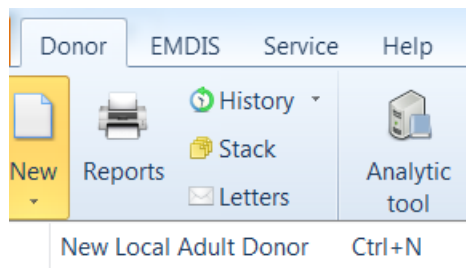 Donor EMDIS Service Help
History
Stack
New Reports Letters Analytic
tool
New Local Adult Donor Ctrl+N